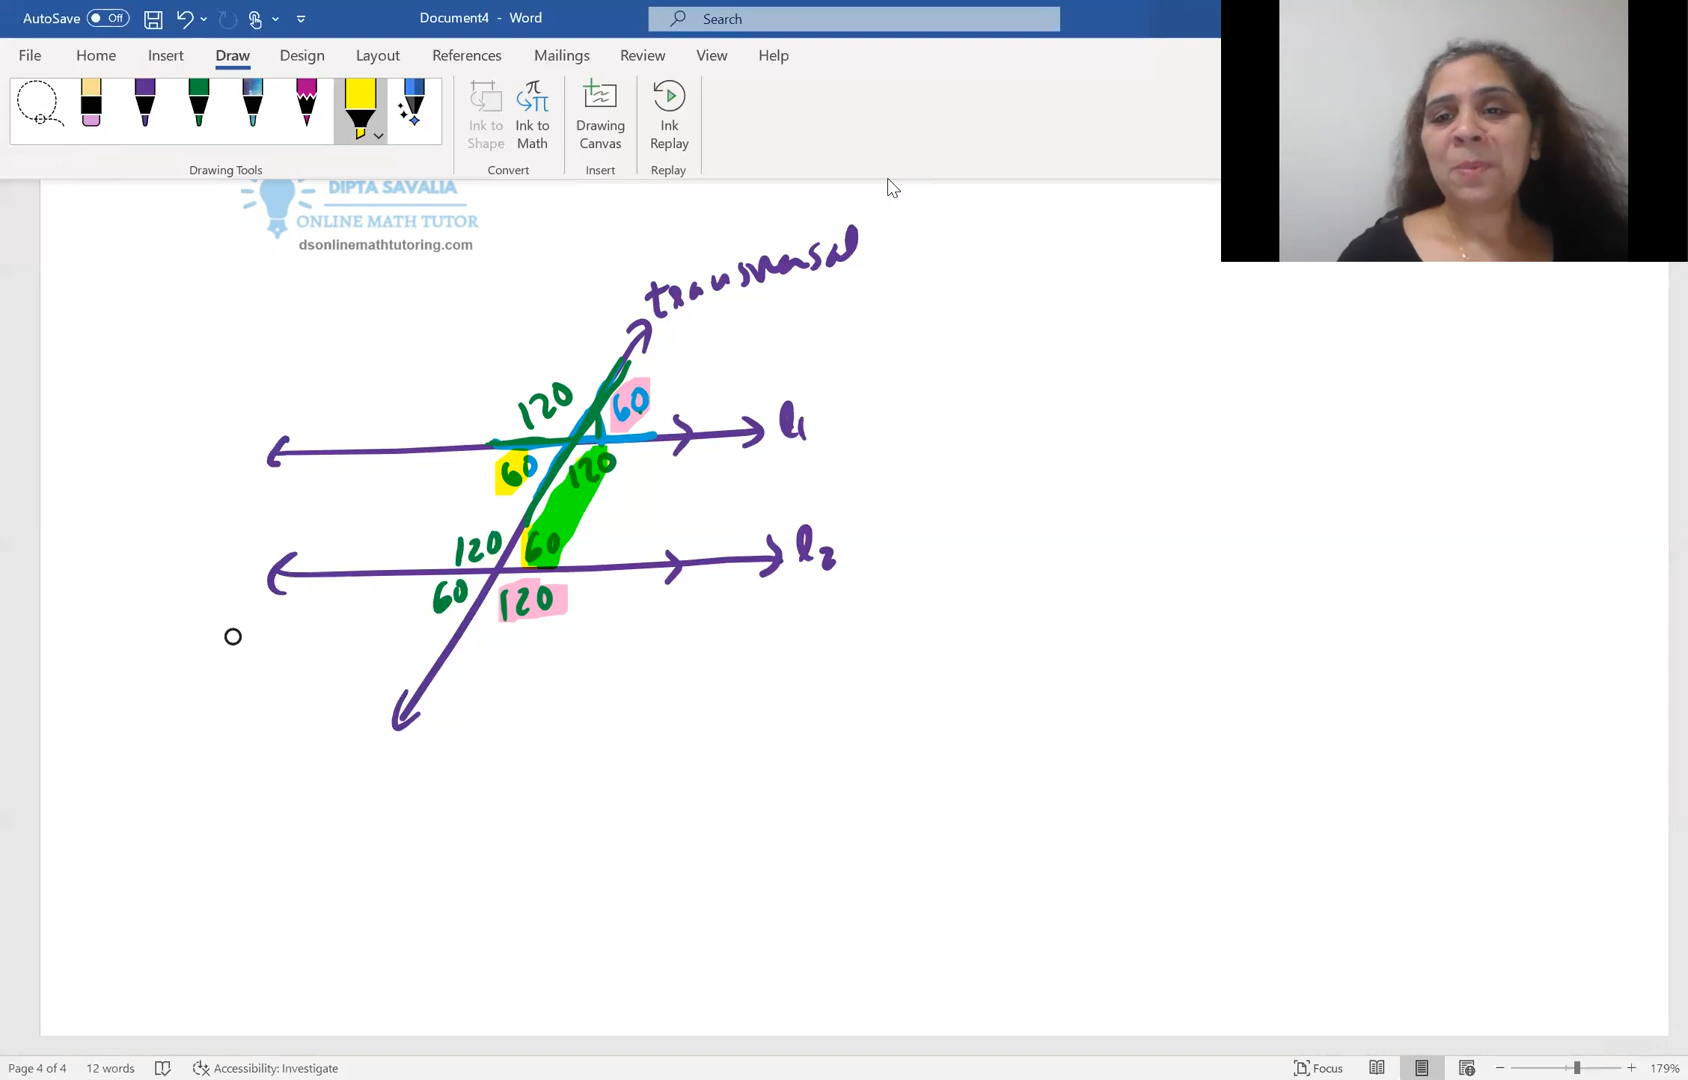 AutoSave Off
Document4 - Word
Search
File Home Insert Draw Design Layout References Mailings Review View Help
Ink to Shape
Ink to Math
Drawing Canvas
Ink Replay
Drawing Tools
Convert
Insert
Replay
DIPTA SAVALIA
ONLINE MATH TUTOR
dsonlinemathtutoring.com
transversal
120 60
l1
60 120
120 60
l2
60 120
Page 4 of 4 12 words Accessibility: Investigate Focus 179%